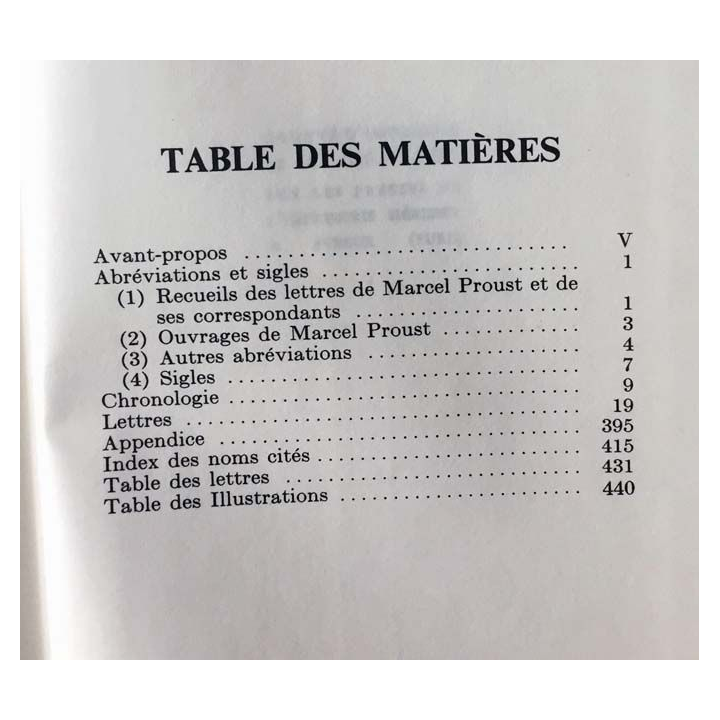 TABLE DES MATIÈRES
Avant-propos ............................. V
Abréviations et sigles ....................... 1
(1) Recueils des lettres de Marcel Proust et de
ses correspondants .................... 1
(2) Ouvrages de Marcel Proust ............ 3
(3) Autres abréviations ................... 4
(4) Sigles ............................... 7
Chronologie ............................... 9
Lettres ................................... 19
Appendice ................................ 395
Index des noms cités ........................ 415
Table des lettres ........................... 431
Table des Illustrations ...................... 440